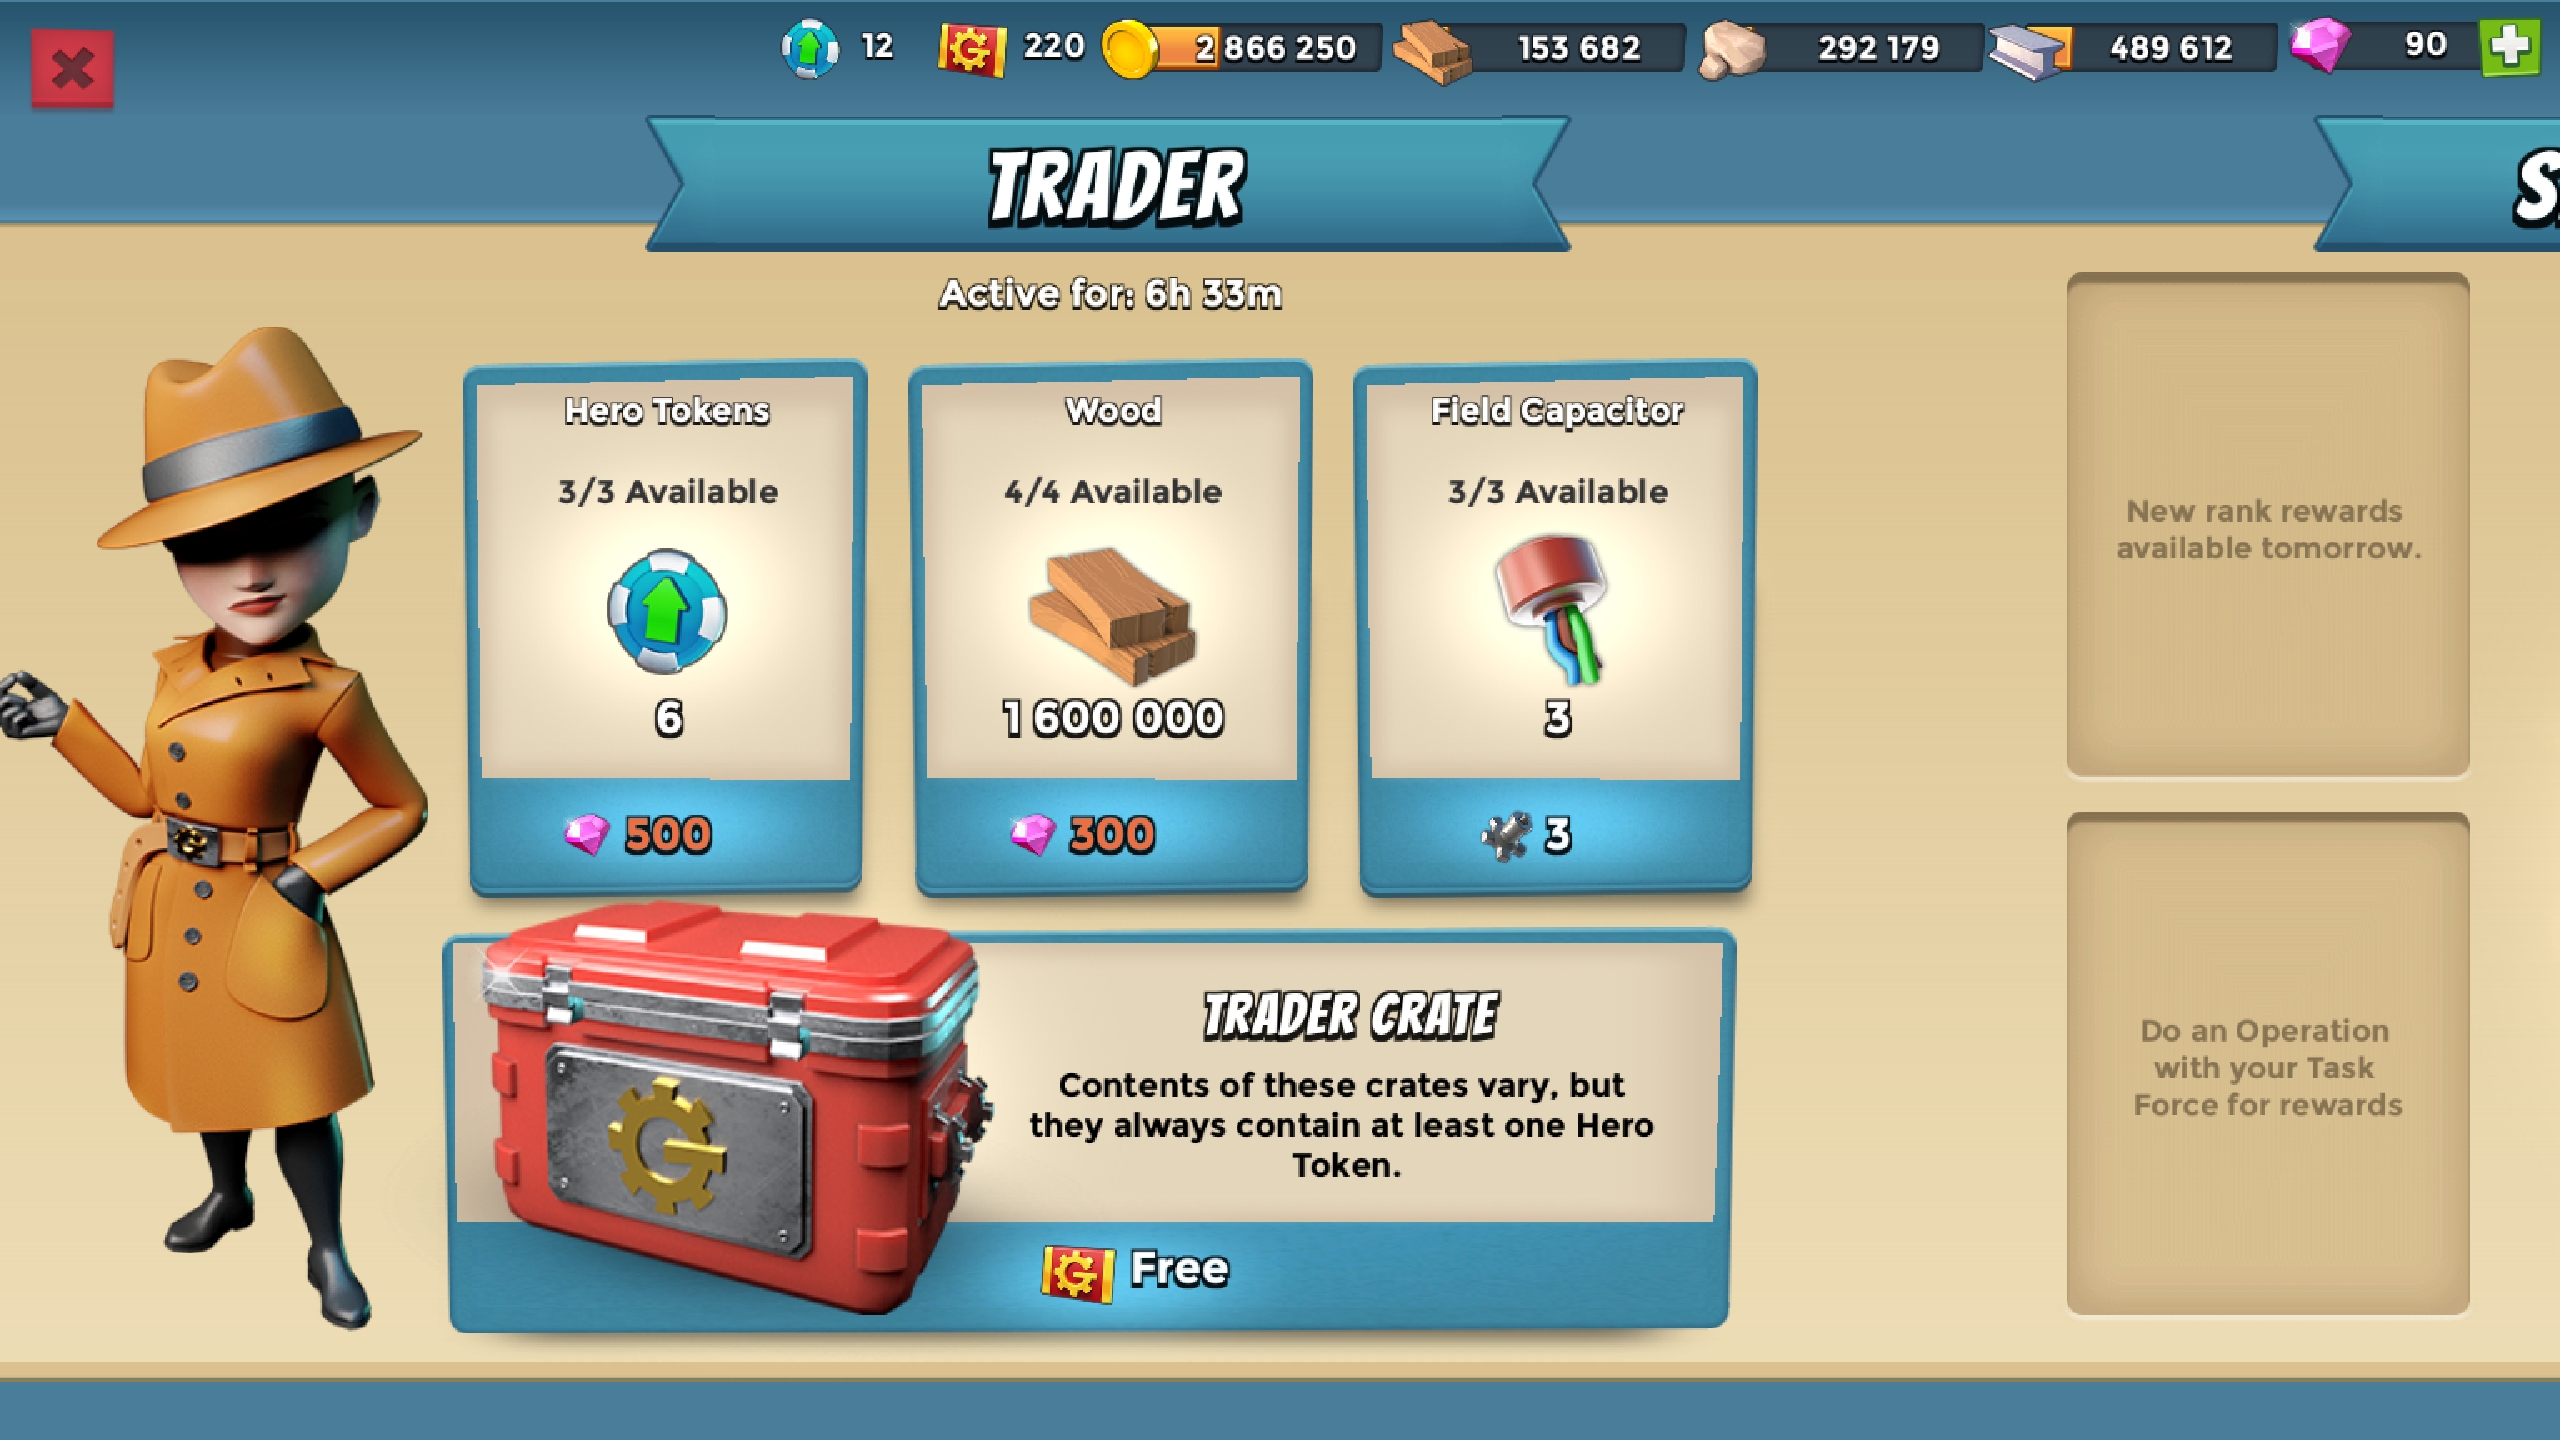 12 220 2 866 250 153 682 292 179 489 612 90
TRADER
Active for: 6h 33m
Hero Tokens
3/3 Available
6
500
Wood
4/4 Available
1 600 000
300
Field Capacitor
3/3 Available
3
3
TRADER CRATE
Contents of these crates vary, but
they always contain at least one Hero
Token.
Free
New rank rewards
available tomorrow.
Do an Operation
with your Task
Force for rewards